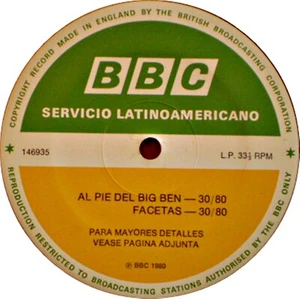 COPYRIGHT RECORD MADE IN ENGLAND BY THE BRITISH BROADCASTING CORPORATION
BBC
SERVICIO LATINOAMERICANO
146935
L.P. 33⅓ RPM
AL PIE DEL BIG BEN — 30/80
FACETAS — 30/80
PARA MAYORES DETALLES
VEASE PAGINA ADJUNTA
℗ BBC 1980
REPRODUCTION RESTRICTED TO BROADCASTING STATIONS AUTHORISED BY THE BBC ONLY